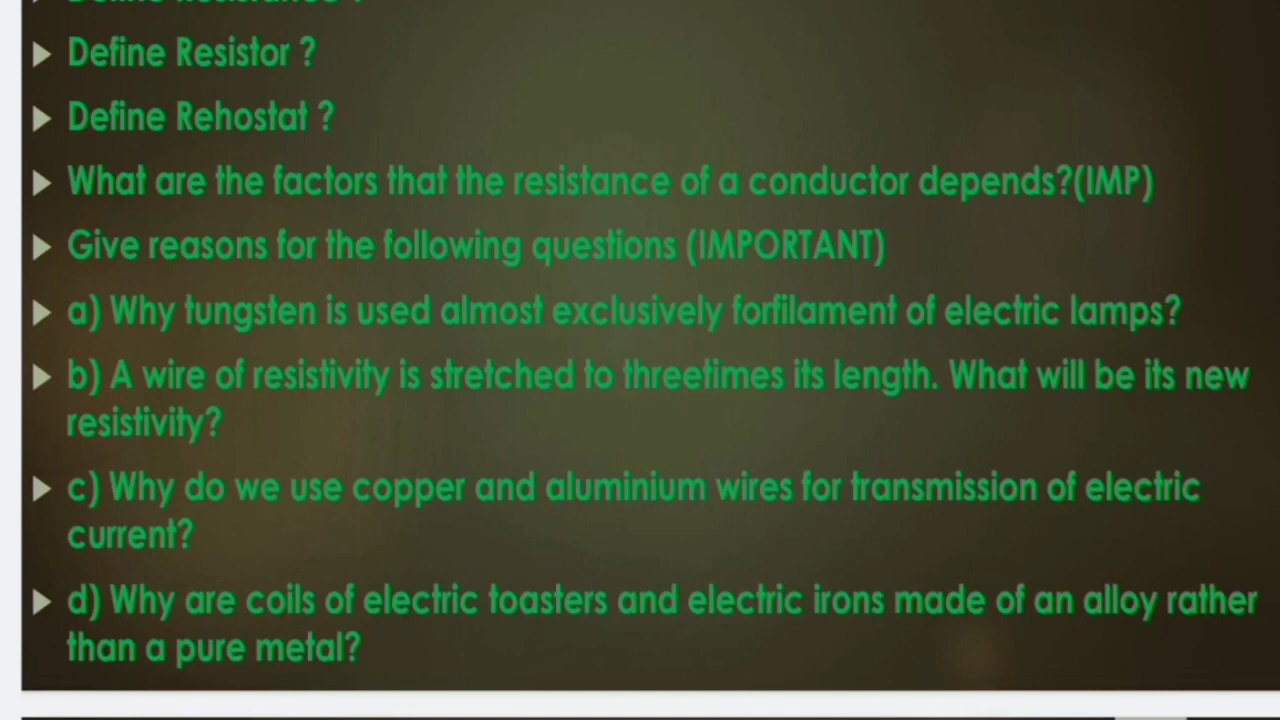 Define Resistance ?
Define Resistor ?
Define Rehostat ?
What are the factors that the resistance of a conductor depends?(IMP)
Give reasons for the following questions (IMPORTANT)
a) Why tungsten is used almost exclusively forfilament of electric lamps?
b) A wire of resistivity is stretched to threetimes its length. What will be its new
resistivity?
c) Why do we use copper and aluminium wires for transmission of electric
current?
d) Why are coils of electric toasters and electric irons made of an alloy rather
than a pure metal?